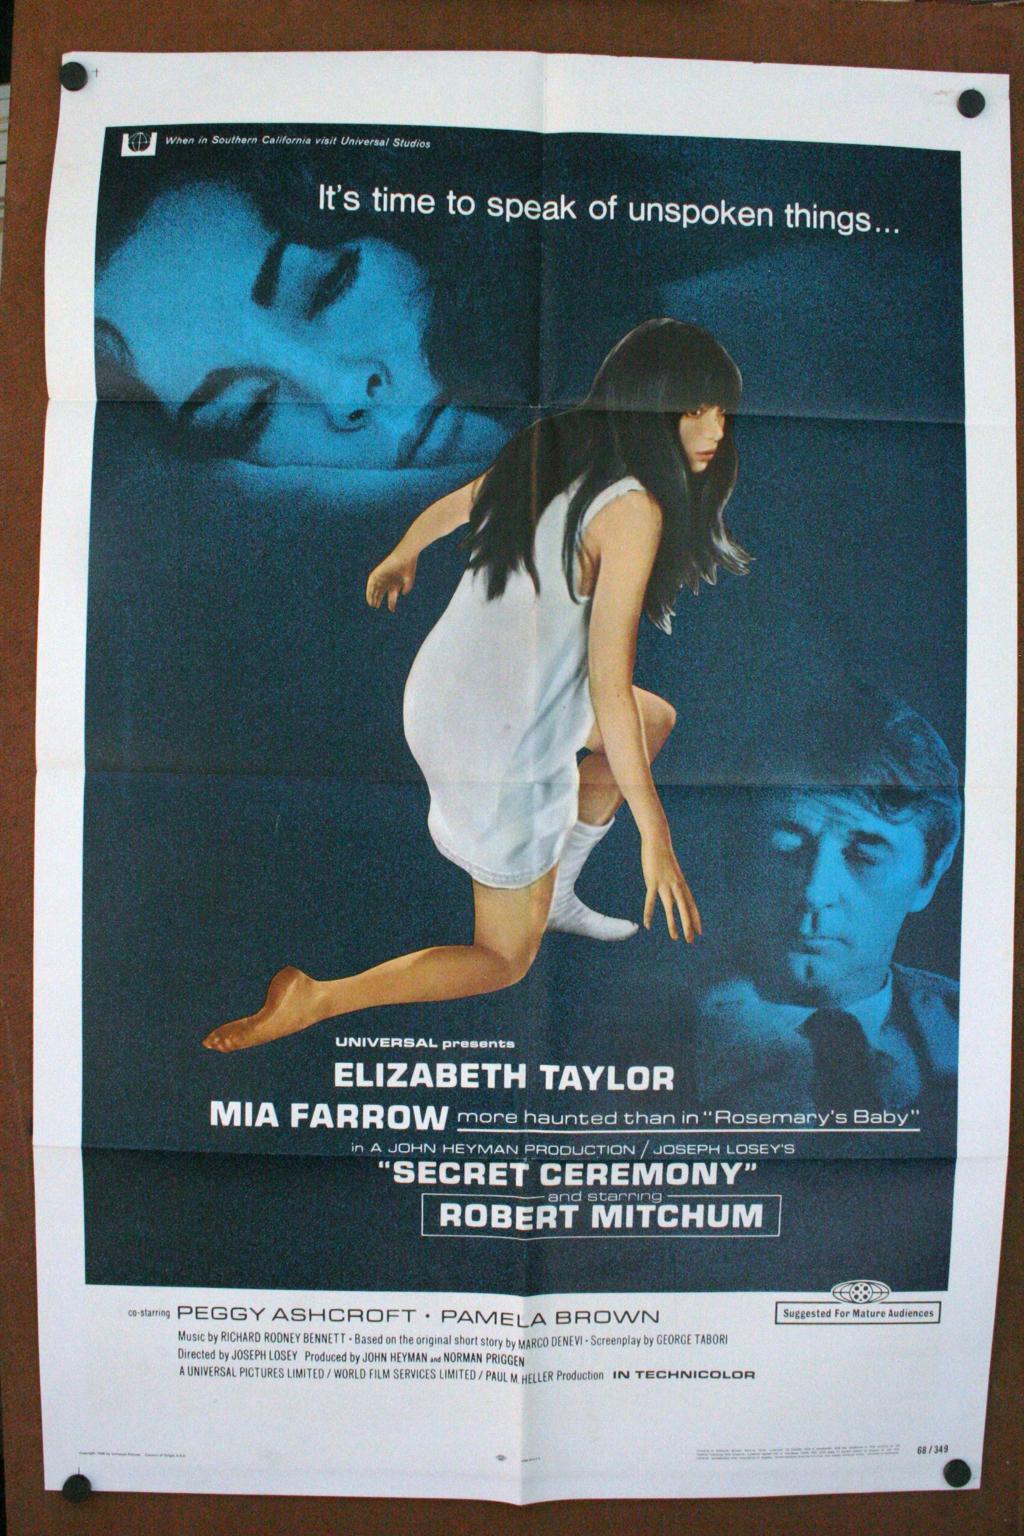 When in Southern California visit Universal Studios
It's time to speak of unspoken things...
UNIVERSAL presents
ELIZABETH TAYLOR
MIA FARROW more haunted than in "Rosemary's Baby"
in A JOHN HEYMAN PRODUCTION / JOSEPH LOSEY'S
"SECRET CEREMONY"
and starring
ROBERT MITCHUM
co-starring PEGGY ASHCROFT · PAMELA BROWN
Suggested For Mature Audiences
Music by RICHARD RODNEY BENNETT · Based on the original short story by MARCO DENEVI · Screenplay by GEORGE TABORI
Directed by JOSEPH LOSEY Produced by JOHN HEYMAN and NORMAN PRIGGEN
A UNIVERSAL PICTURES LIMITED / WORLD FILM SERVICES LIMITED / PAUL M. HELLER Production IN TECHNICOLOR
68/349